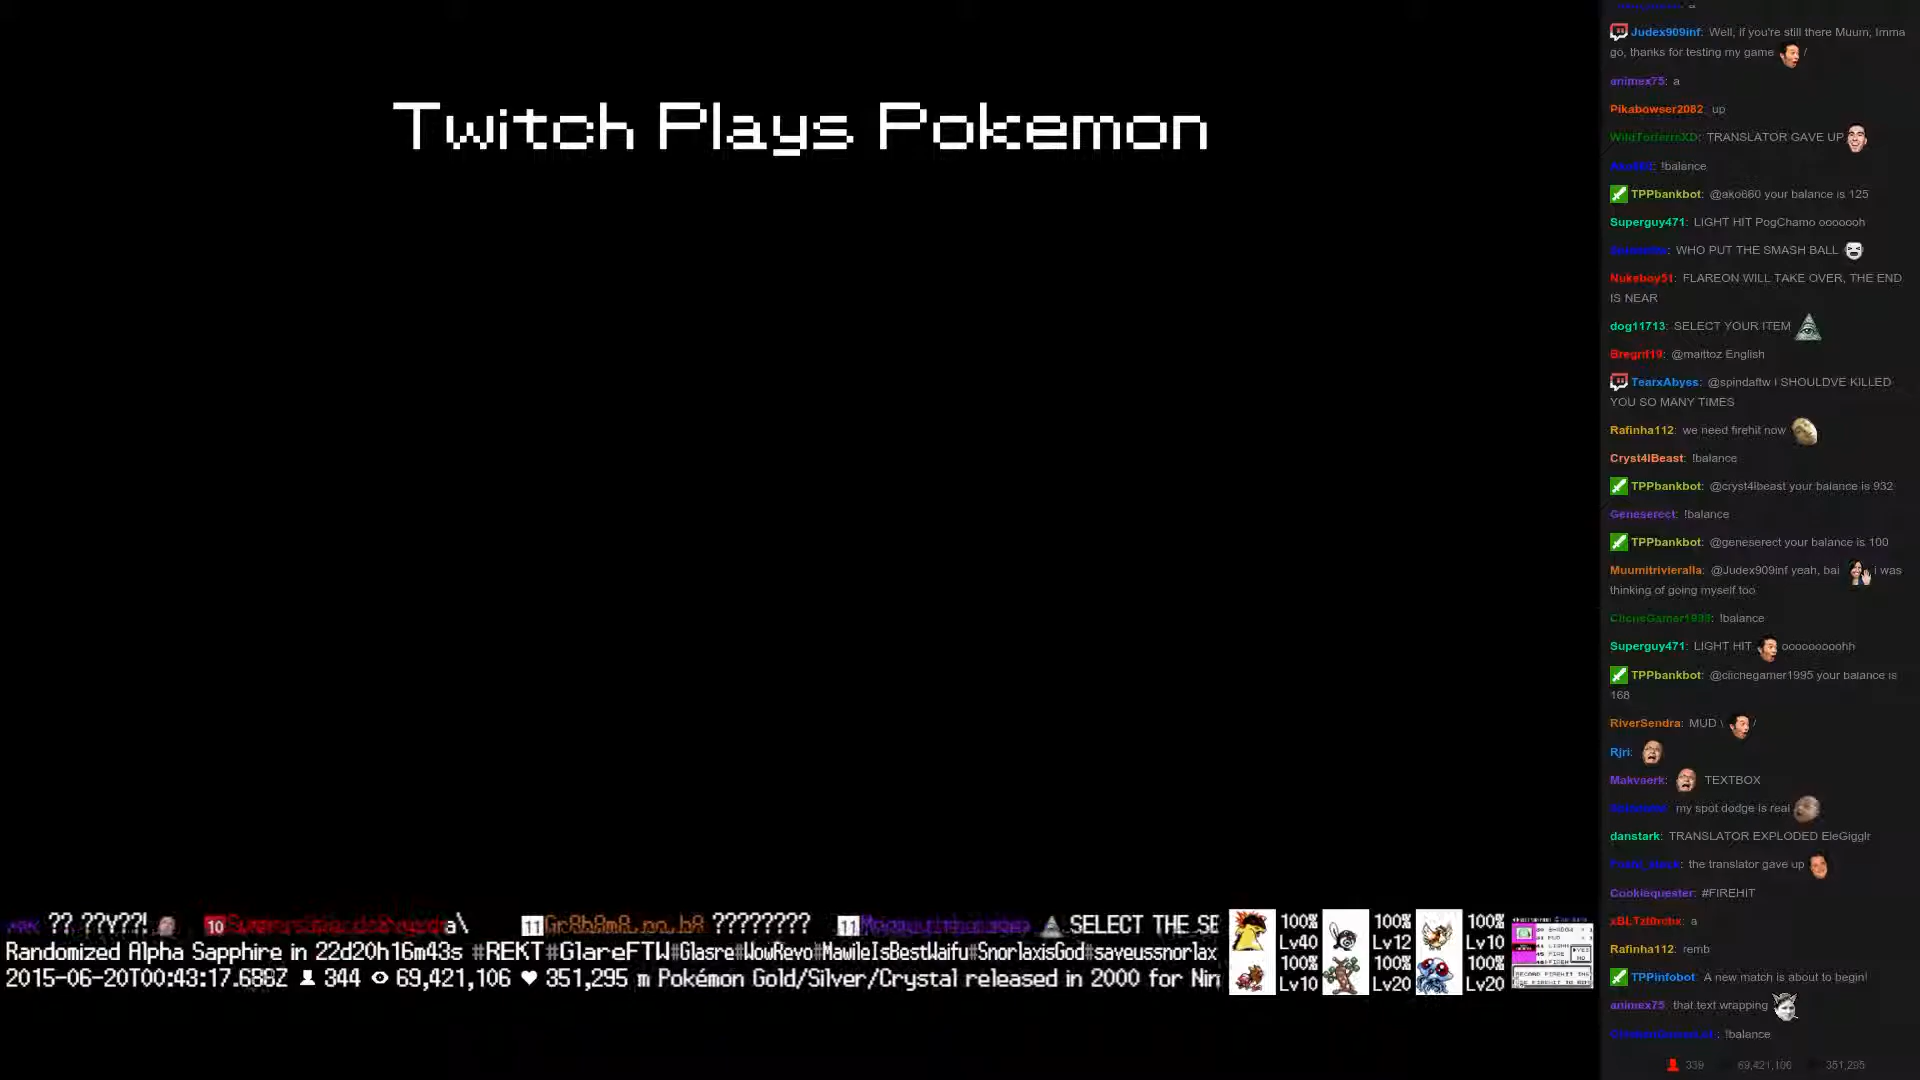 Twitch Plays Pokemon
Judex909inf: Well, if you're still there Muum, Imma
go, thanks for testing my game /
animex75: a
Pikabowser2082: up
WildTorterraXD: TRANSLATOR GAVE UP
!balance
TPPbankbot: @ako660 your balance is 125
Superguy471: LIGHT HIT PogChamo ooooooh
WHO PUT THE SMASH BALL
Nukeboy51: FLAREON WILL TAKE OVER, THE END
IS NEAR
dog11713: SELECT YOUR ITEM
Bregrif19: @maittoz English
TearxAbyss: @spindaftw I SHOULDVE KILLED
YOU SO MANY TIMES
Rafinha112: we need firehit now
Cryst4lBeast: !balance
TPPbankbot: @cryst4lbeast your balance is 932
Geneserect: !balance
TPPbankbot: @geneserect your balance is 100
Muumitrivieralla: @Judex909inf yeah, bai i was
thinking of going myself too
ClicheGamer1995: !balance
Superguy471: LIGHT HIT ooooooooohh
TPPbankbot: @clichegamer1995 your balance is
168
RiverSendra: MUD \ /
Rjri:
Makvaerk: TEXTBOX
my spot dodge is real
danstark: TRANSLATOR EXPLODED EleGigglr
the translator gave up
Cookiequester: #FIREHIT
a
Rafinha112: remb
TPPinfobot: A new match is about to begin!
animex75: that text wrapping
!balance
339 69,421,106 351,295
?? ??Y??! 10 a\ 11 ???????? 11 SELECT THE SE
Randomized Alpha Sapphire in 22d20h16m43s #REKT#GlareFTW#Glasre#WowRevo#MawileIsBestWaifu#SnorlaxisGod#saveussnorlax
2015-06-20T00:43:17.688Z 344 69,421,106 351,295 m Pokémon Gold/Silver/Crystal released in 2000 for Nin
100% 100% 100%
Lv40 Lv12 Lv10
100% 100% 100%
Lv10 Lv20 Lv20